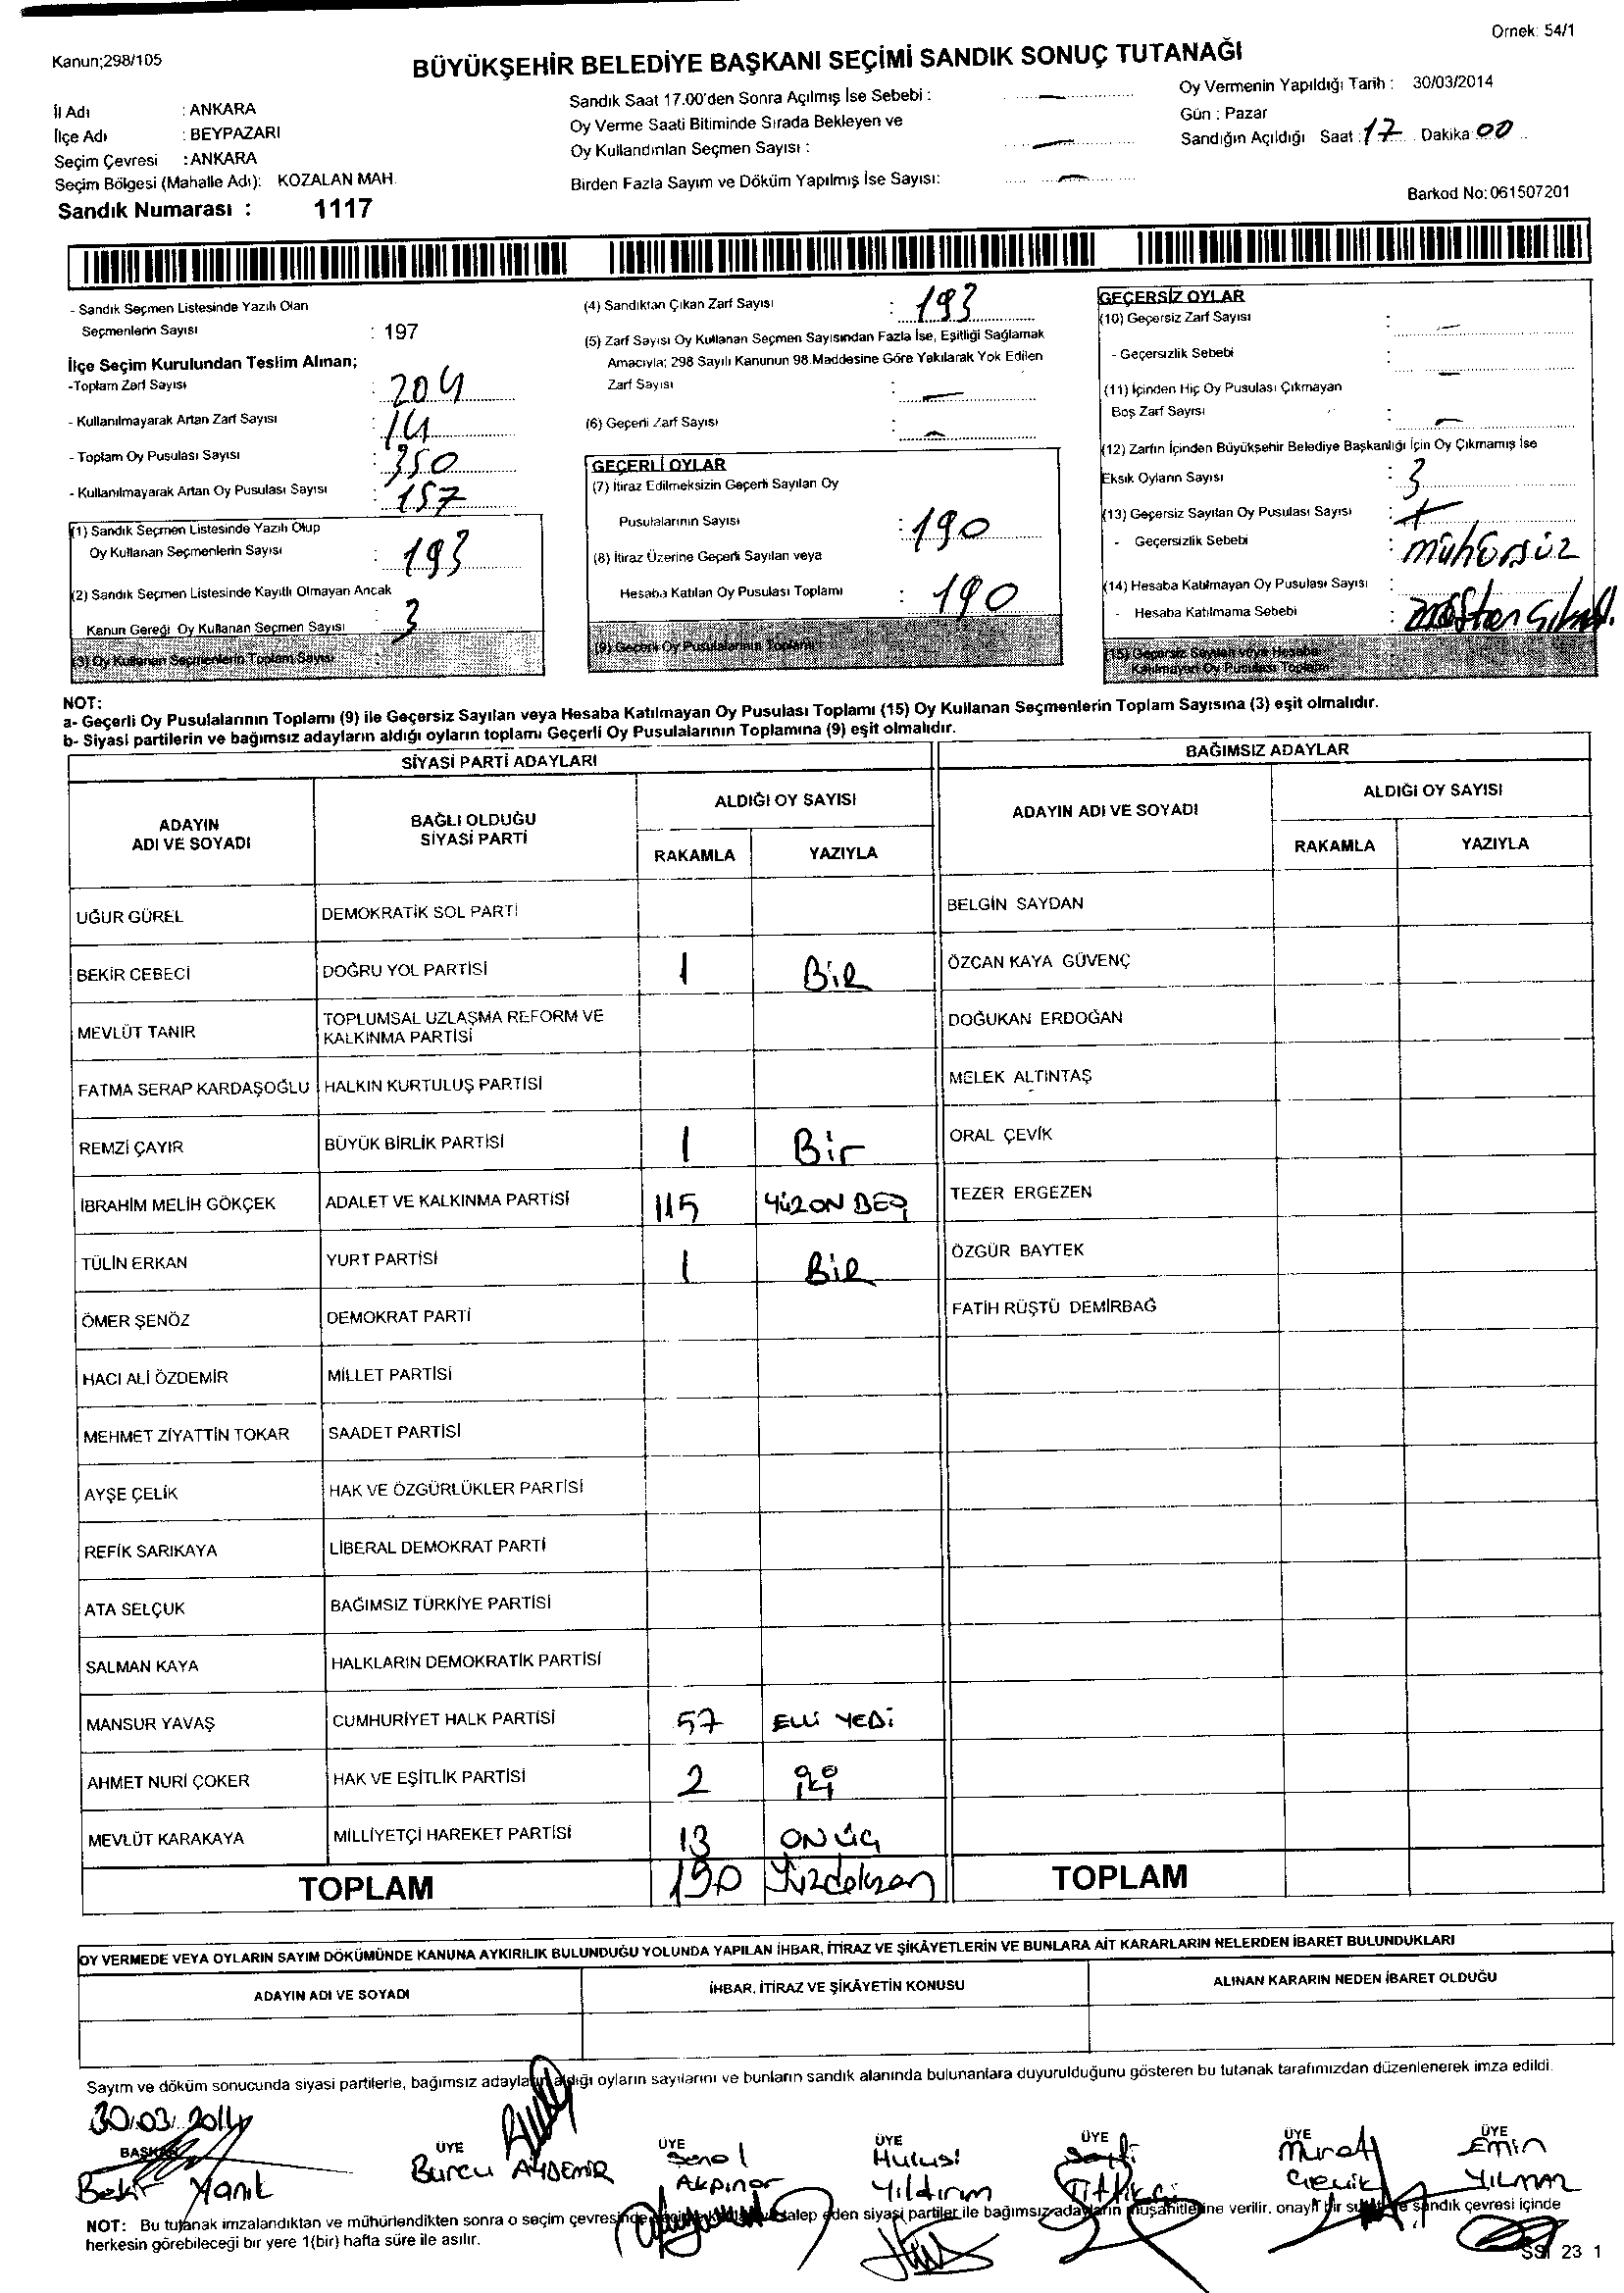 Ornek: 54/1
Kanun;298/105
BÜYÜKŞEHİR BELEDİYE BAŞKANI SEÇİMİ SANDIK SONUÇ TUTANAĞI
İl Adı : ANKARA
İlçe Adı : BEYPAZARI
Seçim Çevresi : ANKARA
Seçim Bölgesi (Mahalle Adı): KOZALAN MAH.
Sandık Numarası : 1117
Sandık Saat 17.00'den Sonra Açılmış İse Sebebi : —
Oy Verme Saati Bitiminde Sırada Bekleyen ve
Oy Kullandırılan Seçmen Sayısı : —
Birden Fazla Sayım ve Döküm Yapılmış İse Sayısı: —
Oy Vermenin Yapıldığı Tarih : 30/03/2014
Gün : Pazar
Sandığın Açıldığı Saat : 17 Dakika 00
Barkod No: 061507201
- Sandık Seçmen Listesinde Yazılı Olan
Seçmenlerin Sayısı : 197
İlçe Seçim Kurulundan Teslim Alınan;
-Toplam Zarf Sayısı : 204
- Kullanılmayarak Artan Zarf Sayısı : 14
- Toplam Oy Pusulası Sayısı : 350
- Kullanılmayarak Artan Oy Pusulası Sayısı : 157
(1) Sandık Seçmen Listesinde Yazılı Olup
Oy Kullanan Seçmenlerin Sayısı : 193
(2) Sandık Seçmen Listesinde Kayıtlı Olmayan Ancak
Kanun Gereği Oy Kullanan Seçmen Sayısı : 3
(3) Oy Kullanan Seçmenlerin Toplam Sayısı :
(4) Sandıktan Çıkan Zarf Sayısı : 193
(5) Zarf Sayısı Oy Kullanan Seçmen Sayısından Fazla İse, Eşitliği Sağlamak
Amacıyla; 298 Sayılı Kanunun 98.Maddesine Göre Yakılarak Yok Edilen
Zarf Sayısı : —
(6) Geçerli Zarf Sayısı : —
GEÇERLİ OYLAR
(7) İtiraz Edilmeksizin Geçerli Sayılan Oy
Pusulalarının Sayısı : 190
(8) İtiraz Üzerine Geçerli Sayılan veya
Hesaba Katılan Oy Pusulası Toplamı : 190
(9) Geçerli Oy Pusulalarının Toplamı
GEÇERSİZ OYLAR
(10) Geçersiz Zarf Sayısı : —
- Geçersizlik Sebebi :
(11) İçinden Hiç Oy Pusulası Çıkmayan —
Boş Zarf Sayısı : —
(12) Zarfın İçinden Büyükşehir Belediye Başkanlığı İçin Oy Çıkmamış İse
Eksik Oyların Sayısı : 3
(13) Geçersiz Sayılan Oy Pusulası Sayısı :
- Geçersizlik Sebebi : mühürsüz
(14) Hesaba Katılmayan Oy Pusulası Sayısı :
- Hesaba Katılmama Sebebi :
(15) Geçersiz Sayılan veya Hesaba
Katılmayan Oy Pusulası Toplamı
NOT:
a- Geçerli Oy Pusulalarının Toplamı (9) ile Geçersiz Sayılan veya Hesaba Katılmayan Oy Pusulası Toplamı (15) Oy Kullanan Seçmenlerin Toplam Sayısına (3) eşit olmalıdır.
b- Siyasi partilerin ve bağımsız adayların aldığı oyların toplamı Geçerli Oy Pusulalarının Toplamına (9) eşit olmalıdır.
SİYASİ PARTİ ADAYLARI BAĞIMSIZ ADAYLAR
ADAYIN ADI VE SOYADI BAĞLI OLDUĞU SİYASİ PARTİ ALDIĞI OY SAYISI ADAYIN ADI VE SOYADI ALDIĞI OY SAYISI
RAKAMLA YAZIYLA RAKAMLA YAZIYLA
UĞUR GÜREL DEMOKRATİK SOL PARTİ BELGİN SAYDAN
BEKİR CEBECİ DOĞRU YOL PARTİSİ 1 BİR ÖZCAN KAYA GÜVENÇ
MEVLÜT TANIR TOPLUMSAL UZLAŞMA REFORM VE KALKINMA PARTİSİ DOĞUKAN ERDOĞAN
FATMA SERAP KARDAŞOĞLU HALKIN KURTULUŞ PARTİSİ MELEK ALTINTAŞ
REMZİ ÇAYIR BÜYÜK BİRLİK PARTİSİ 1 Bir ORAL ÇEVİK
İBRAHİM MELİH GÖKÇEK ADALET VE KALKINMA PARTİSİ 115 YÜZ ON BEŞ TEZER ERGEZEN
TÜLİN ERKAN YURT PARTİSİ 1 BİR ÖZGÜR BAYTEK
ÖMER ŞENÖZ DEMOKRAT PARTİ FATİH RÜŞTÜ DEMİRBAĞ
HACI ALİ ÖZDEMİR MİLLET PARTİSİ
MEHMET ZİYATTİN TOKAR SAADET PARTİSİ
AYŞE ÇELİK HAK VE ÖZGÜRLÜKLER PARTİSİ
REFİK SARIKAYA LİBERAL DEMOKRAT PARTİ
ATA SELÇUK BAĞIMSIZ TÜRKİYE PARTİSİ
SALMAN KAYA HALKLARIN DEMOKRATİK PARTİSİ
MANSUR YAVAŞ CUMHURİYET HALK PARTİSİ 57 ELLİ YEDİ
AHMET NURİ ÇOKER HAK VE EŞİTLİK PARTİSİ 2 İKİ
MEVLÜT KARAKAYA MİLLİYETÇİ HAREKET PARTİSİ 13 ON ÜÇ
TOPLAM 190 Yüzdoksan TOPLAM
OY VERMEDE VEYA OYLARIN SAYIM DÖKÜMÜNDE KANUNA AYKIRILIK BULUNDUĞU YOLUNDA YAPILAN İHBAR, İTİRAZ VE ŞİKÂYETLERİN VE BUNLARA AİT KARARLARIN NELERDEN İBARET BULUNDUKLARI
ADAYIN ADI VE SOYADI İHBAR, İTİRAZ VE ŞİKÂYETİN KONUSU ALINAN KARARIN NEDEN İBARET OLDUĞU
Sayım ve döküm sonucunda siyasi partilerle, bağımsız adayların aldığı oyların sayılarını ve bunların sandık alanında bulunanlara duyurulduğunu gösteren bu tutanak tarafımızdan düzenlenerek imza edildi.
30.03.2014
BAŞKAN ÜYE ÜYE ÜYE ÜYE ÜYE ÜYE
Bekir Yanık Burcu AYDEMİR Şenol Akpınar Hulusi Yıldırım Murat Çevik Emin YILMAZ
NOT: Bu tutanak imzalandıktan ve mühürlendikten sonra o seçim çevresinde talep eden siyasi partiler ile bağımsız adayların müşahitlerine verilir, onaylı bir sureti de sandık çevresi içinde
herkesin görebileceği bir yere 1(bir) hafta süre ile asılır.
SSI 23 1